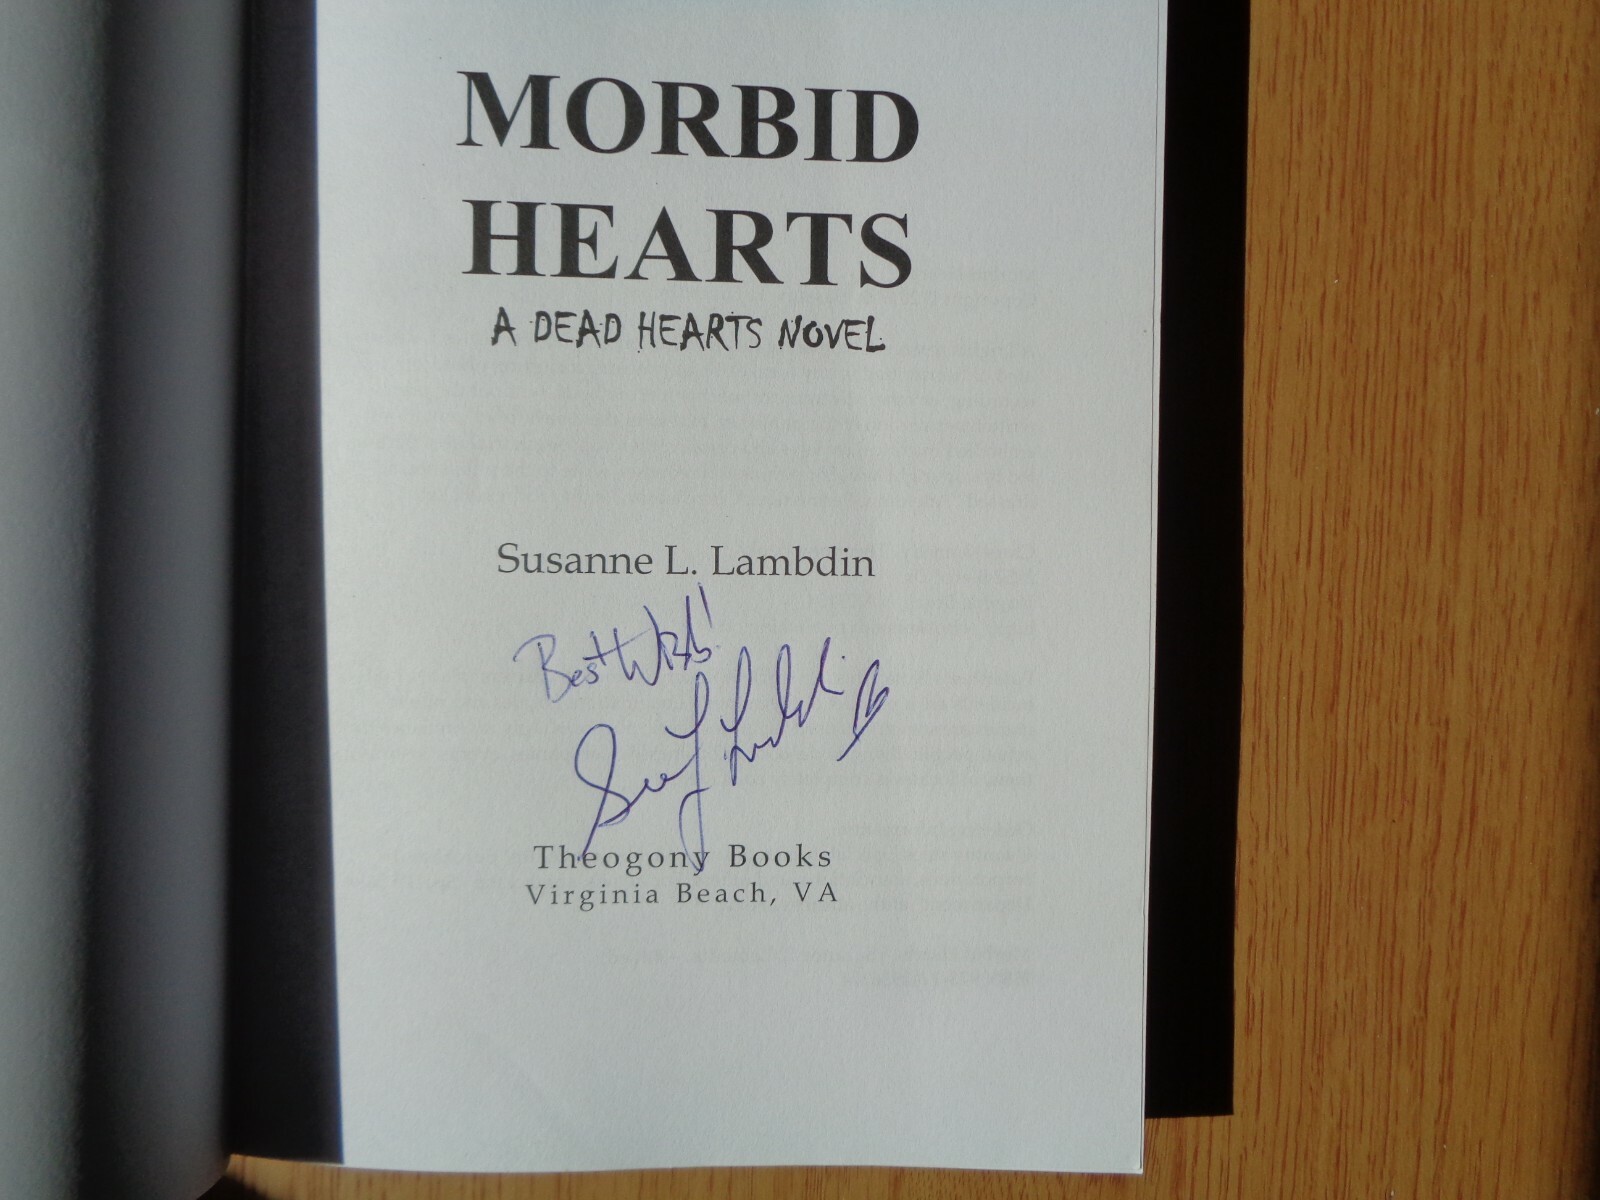 MORBID
HEARTS
A DEAD HEARTS NOVEL
Susanne L. Lambdin
Best Wishes!
Theogony Books
Virginia Beach, VA